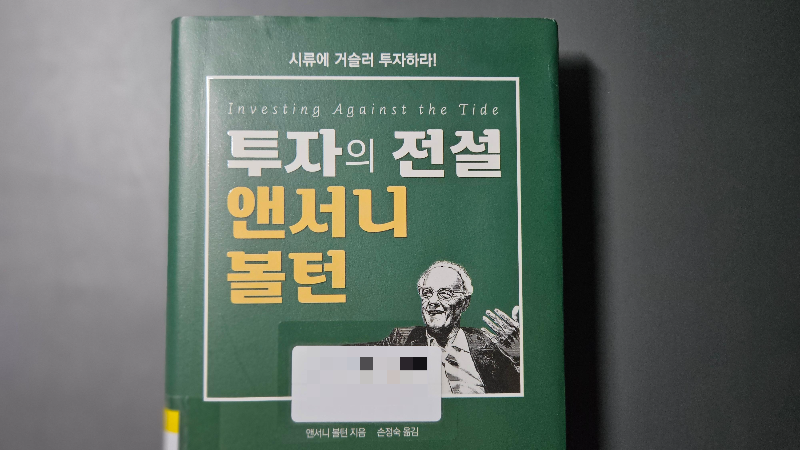 시류에 거슬러 투자하라!
Investing Against the Tide
투자의 전설
앤서니
볼턴
앤서니 볼턴 지음 손정숙 옮김